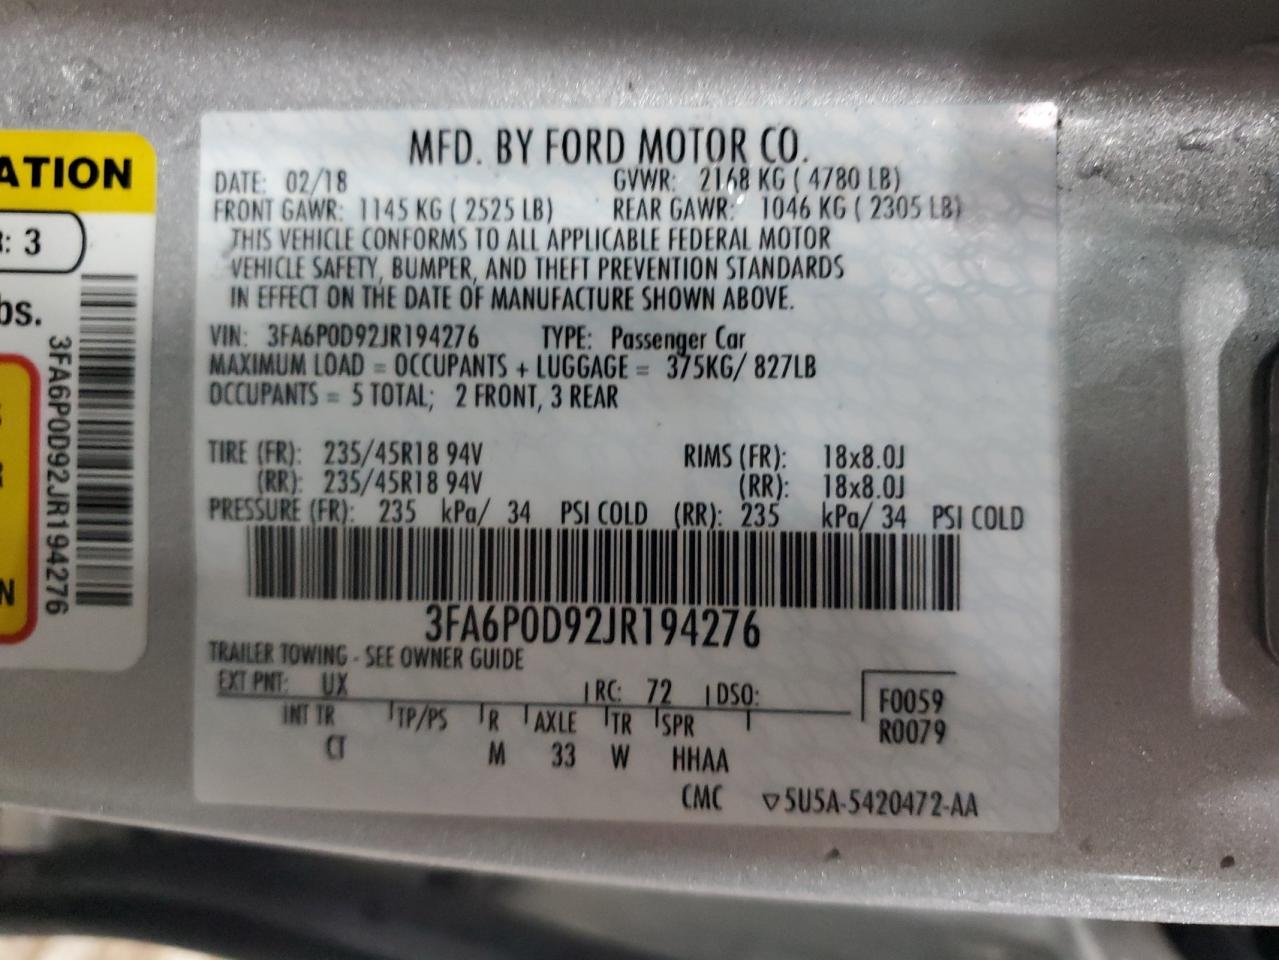 ATION
: 3
bs.
3FA6P0D92JR194276
N
MFD. BY FORD MOTOR CO.
DATE: 02/18 GVWR: 2168 KG ( 4780 LB)
FRONT GAWR: 1145 KG ( 2525 LB) REAR GAWR: 1046 KG ( 2305 LB)
THIS VEHICLE CONFORMS TO ALL APPLICABLE FEDERAL MOTOR
VEHICLE SAFETY, BUMPER, AND THEFT PREVENTION STANDARDS
IN EFFECT ON THE DATE OF MANUFACTURE SHOWN ABOVE.
VIN: 3FA6P0D92JR194276 TYPE: Passenger Car
MAXIMUM LOAD = OCCUPANTS + LUGGAGE = 375KG/ 827LB
OCCUPANTS = 5 TOTAL; 2 FRONT, 3 REAR
TIRE (FR): 235/45R18 94V RIMS (FR): 18x8.0J
(RR): 235/45R18 94V (RR): 18x8.0J
PRESSURE (FR): 235 kPa/ 34 PSI COLD (RR): 235 kPa/ 34 PSI COLD
3FA6P0D92JR194276
TRAILER TOWING - SEE OWNER GUIDE
EXT PNT: UX RC: 72 DSO:
F0059
R0079
INT TR TP/PS R AXLE TR SPR
CT M 33 W HHAA
CMC ▽5U5A-5420472-AA